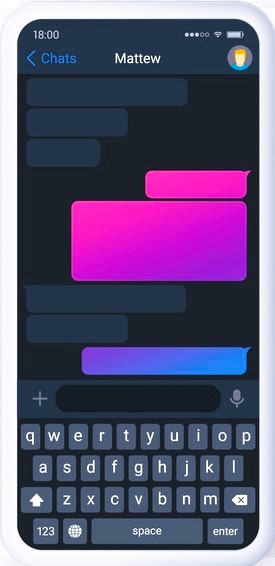 18:00
Chats Mattew
q w e r t y u i o p
a s d f g h j k l
z x c v b n m
123 space enter